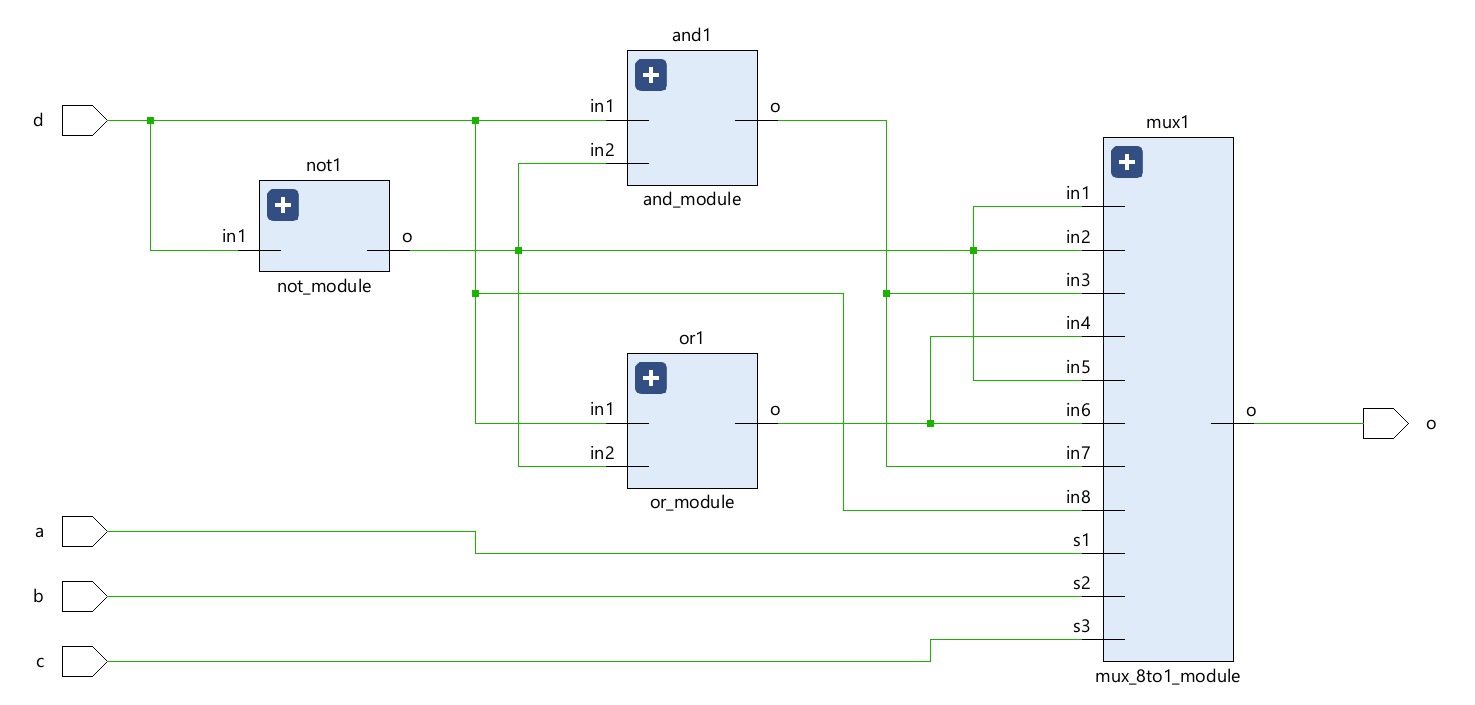 and1
in1
o
d
in2
and_module
not1
in1
o
not_module
mux1
in1
in2
in3
in4
in5
in6
in7
in8
s1
s2
s3
o
o
mux_8to1_module
or1
in1
o
in2
or_module
a
b
c